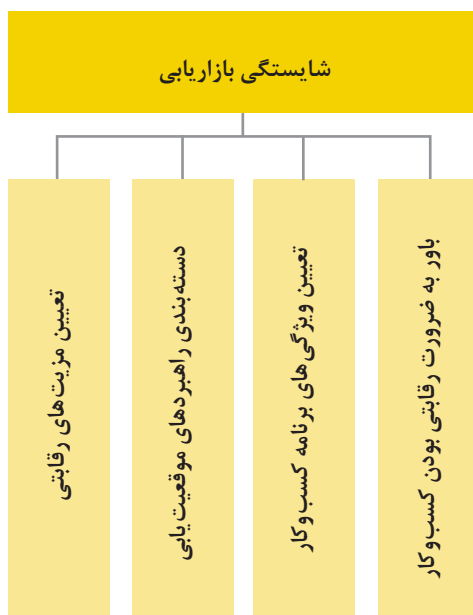 شایستگی بازاریابی
باور به ضرورت رقابتی بودن کسب‌وکار
تعیین ویژگی‌های برنامه کسب‌وکار
دسته‌بندی راهبردهای موقعیت‌یابی
تعیین مزیت‌های رقابتی